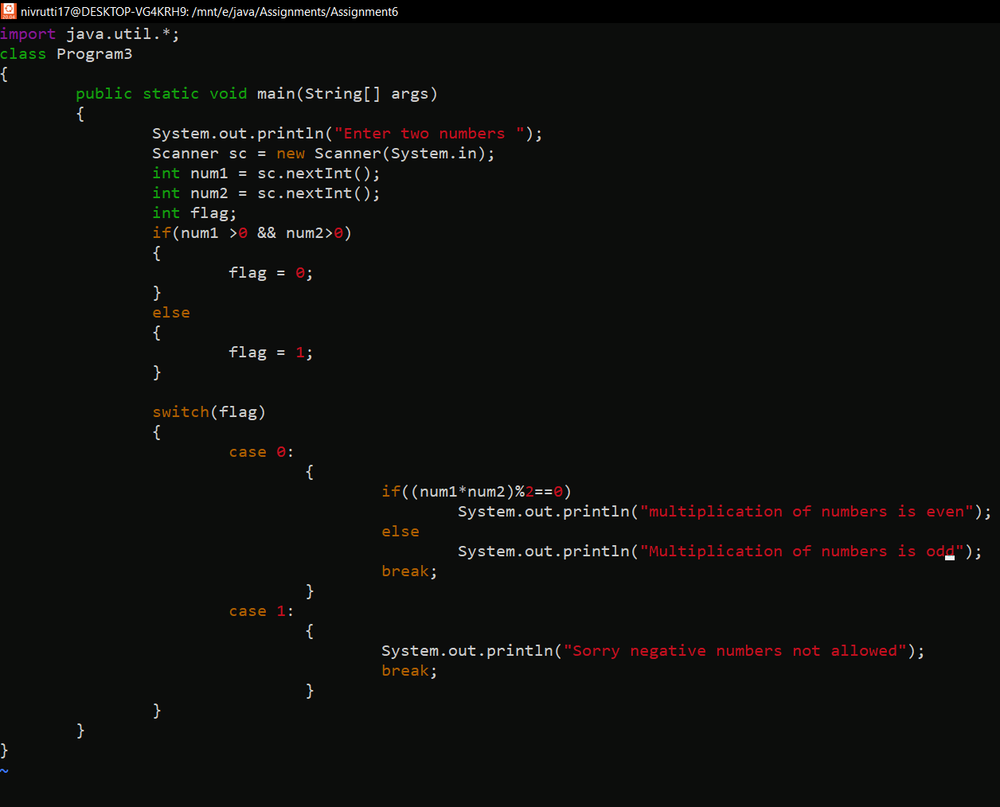 nivrutti17@DESKTOP-VG4KRH9: /mnt/e/java/Assignments/Assignment6
import java.util.*;
class Program3
{
        public static void main(String[] args)
        {
                System.out.println("Enter two numbers ");
                Scanner sc = new Scanner(System.in);
                int num1 = sc.nextInt();
                int num2 = sc.nextInt();
                int flag;
                if(num1 >0 && num2>0)
                {
                        flag = 0;
                }
                else
                {
                        flag = 1;
                }

                switch(flag)
                {
                        case 0:
                                {
                                        if((num1*num2)%2==0)
                                                System.out.println("multiplication of numbers is even");
                                        else
                                                System.out.println("Multiplication of numbers is odd");
                                        break;
                                }
                        case 1:
                                {
                                        System.out.println("Sorry negative numbers not allowed");
                                        break;
                                }
                }
        }
}
~